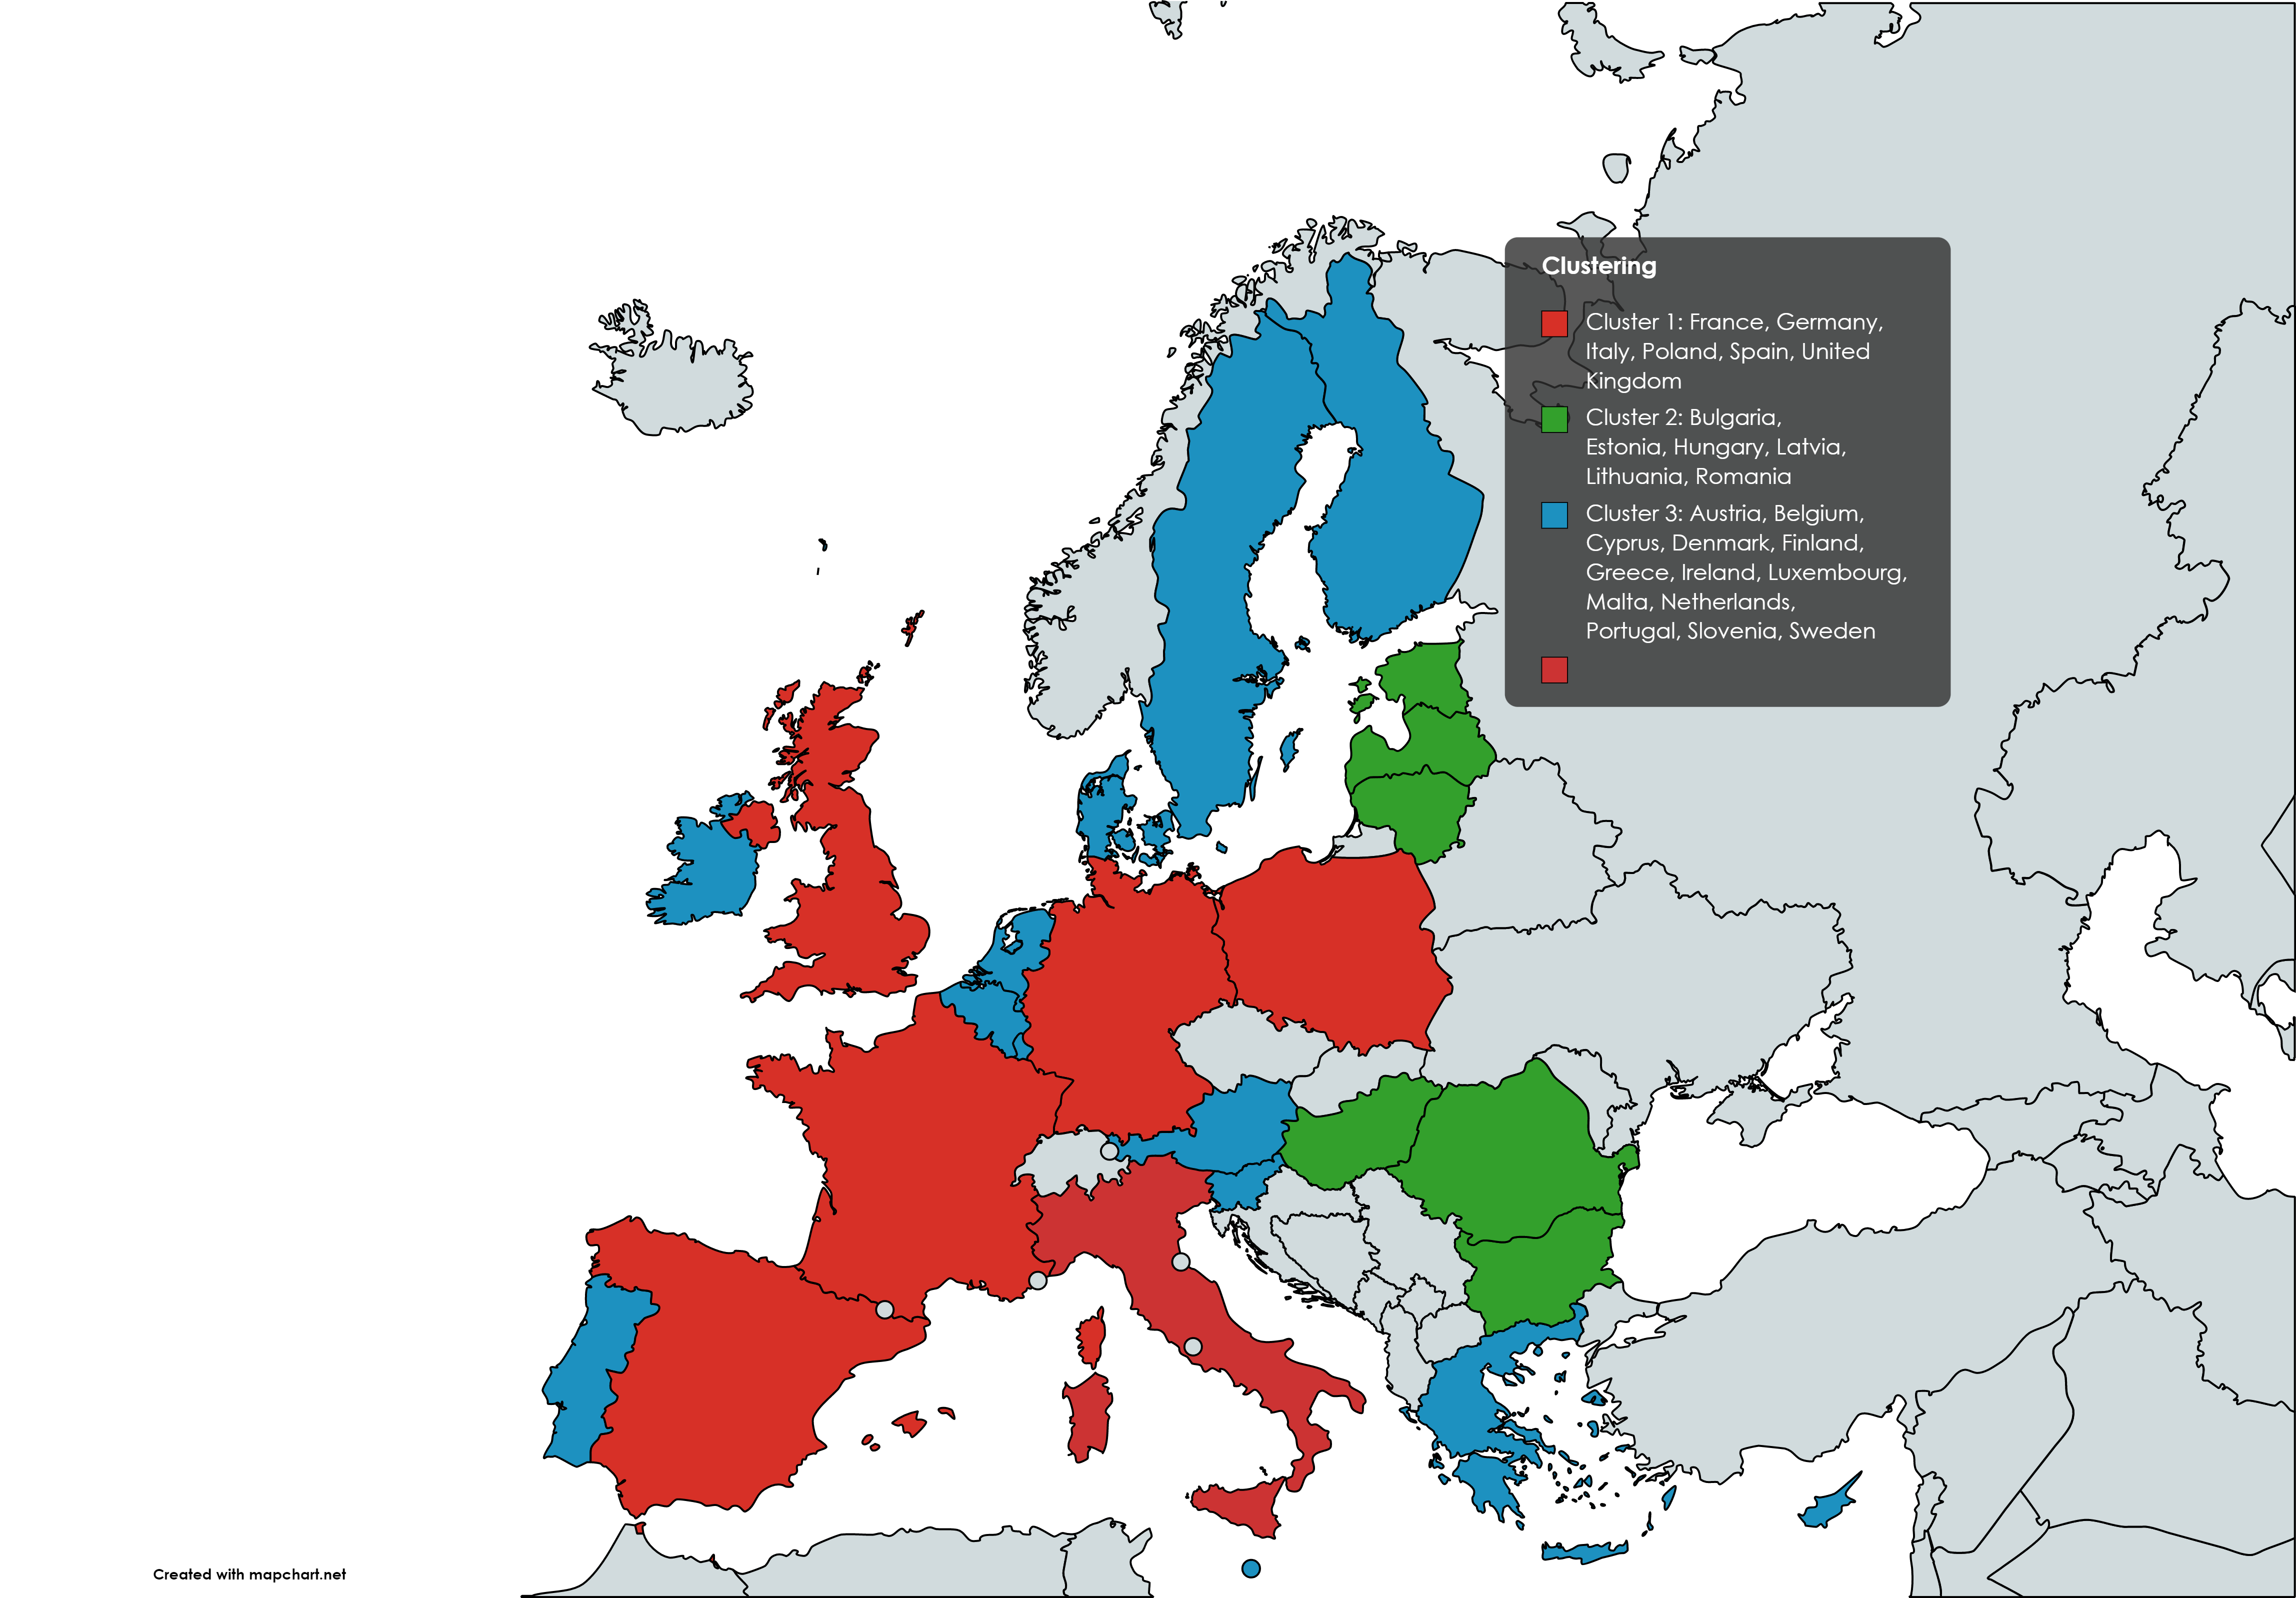 Clustering
Cluster 1: France, Germany,
Italy, Poland, Spain, United
Kingdom
Cluster 2: Bulgaria,
Estonia, Hungary, Latvia,
Lithuania, Romania
Cluster 3: Austria, Belgium,
Cyprus, Denmark, Finland,
Greece, Ireland, Luxembourg,
Malta, Netherlands,
Portugal, Slovenia, Sweden
Created with mapchart.net